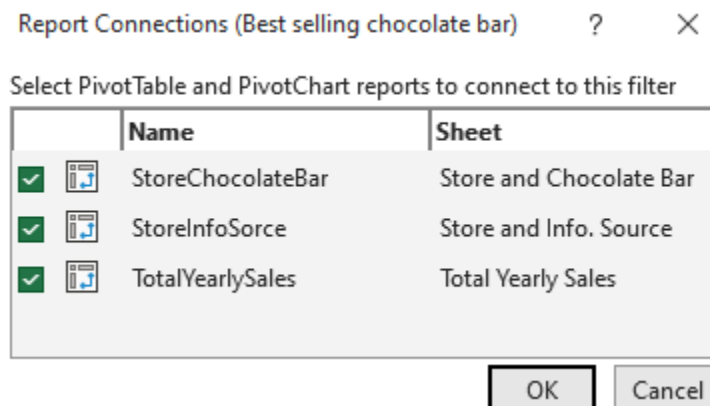 Report Connections (Best selling chocolate bar) ? ×
Select PivotTable and PivotChart reports to connect to this filter
Name Sheet
StoreChocolateBar Store and Chocolate Bar
StoreInfoSorce Store and Info. Source
TotalYearlySales Total Yearly Sales
OK Cancel